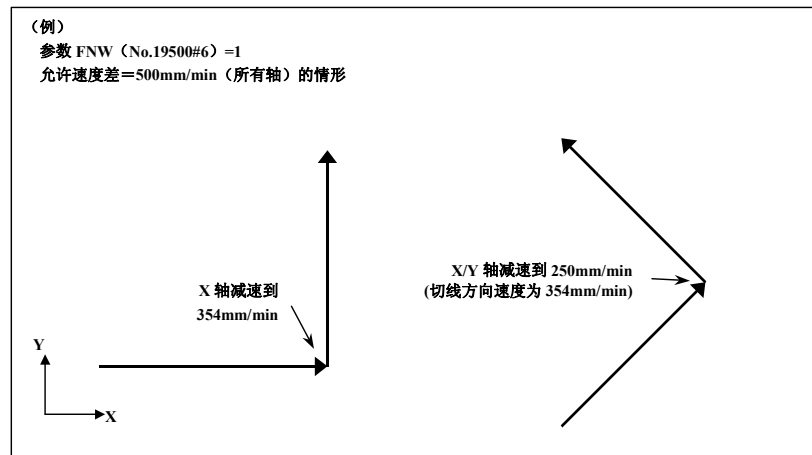 （例）
参数 FNW（No.19500#6）=1
允许速度差＝500mm/min（所有轴）的情形
X 轴减速到
354mm/min
X/Y 轴减速到 250mm/min
(切线方向速度为 354mm/min)
Y
X